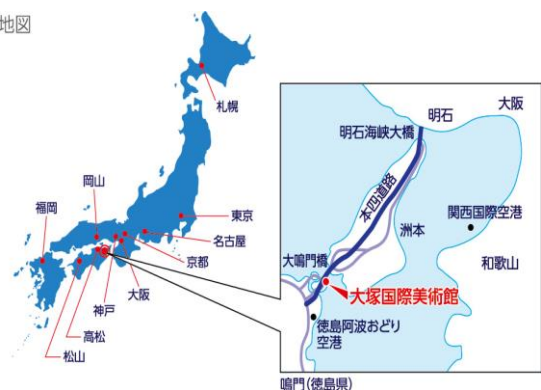 地図
札幌
岡山
福岡
東京
名古屋
京都
大阪
神戸
高松
松山
明石
大阪
明石海峡大橋
本四道路
関西国際空港
洲本
和歌山
大鳴門橋
大塚国際美術館
徳島阿波おどり
空港
鳴門(徳島県)